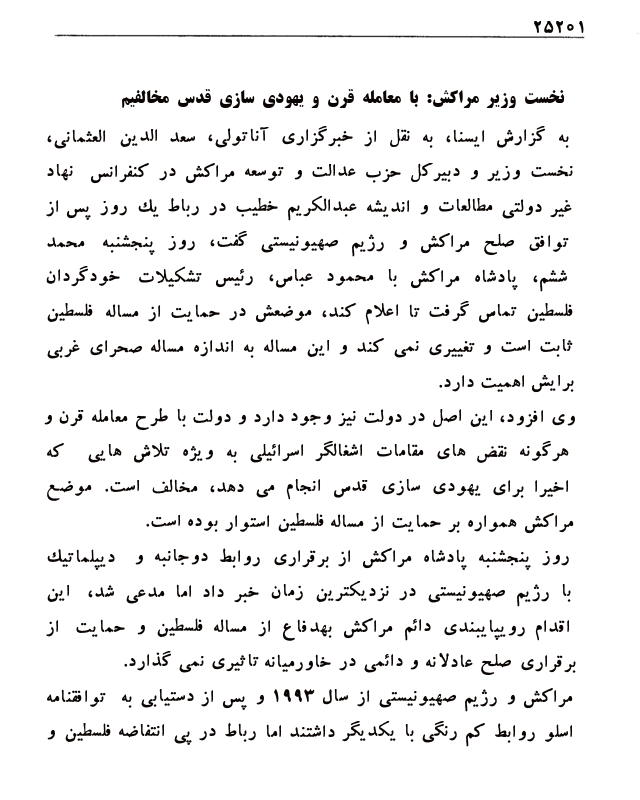 ۲۵۲۰۱
نخست وزیر مراکش: با معامله قرن و یهودی سازی قدس مخالفیم
به گزارش ایسنا، به نقل از خبرگزاری آناتولی، سعد الدین العثمانی،
نخست وزیر و دبیرکل حزب عدالت و توسعه مراکش در کنفرانس نهاد
غیر دولتی مطالعات و اندیشه عبدالکریم خطیب در رباط یك روز پس از
توافق صلح مراکش و رژیم صهیونیستی گفت، روز پنجشنبه محمد
ششم، پادشاه مراکش با محمود عباس، رئیس تشکیلات خودگردان
فلسطین تماس گرفت تا اعلام کند، موضعش در حمایت از مساله فلسطین
ثابت است و تغییری نمی کند و این مساله به اندازه مساله صحرای غربی
برایش اهمیت دارد.
وی افزود، این اصل در دولت نیز وجود دارد و دولت با طرح معامله قرن و
هرگونه نقض های مقامات اشغالگر اسرائیلی به ویژه تلاش هایی که
اخیرا برای یهودی سازی قدس انجام می دهد، مخالف است. موضع
مراکش همواره بر حمایت از مساله فلسطین استوار بوده است.
روز پنجشنبه پادشاه مراکش از برقراری روابط دوجانبه و دیپلماتیك
با رژیم صهیونیستی در نزدیکترین زمان خبر داد اما مدعی شد، این
اقدام روبپایبندی دائم مراکش بهدفاع از مساله فلسطین و حمایت از
برقراری صلح عادلانه و دائمی در خاورمیانه تاثیری نمی گذارد.
مراکش و رژیم صهیونیستی از سال ۱۹۹۳ و پس از دستیابی به توافقنامه
اسلو روابط کم رنگی با یکدیگر داشتند اما رباط در پی انتفاضه فلسطین و